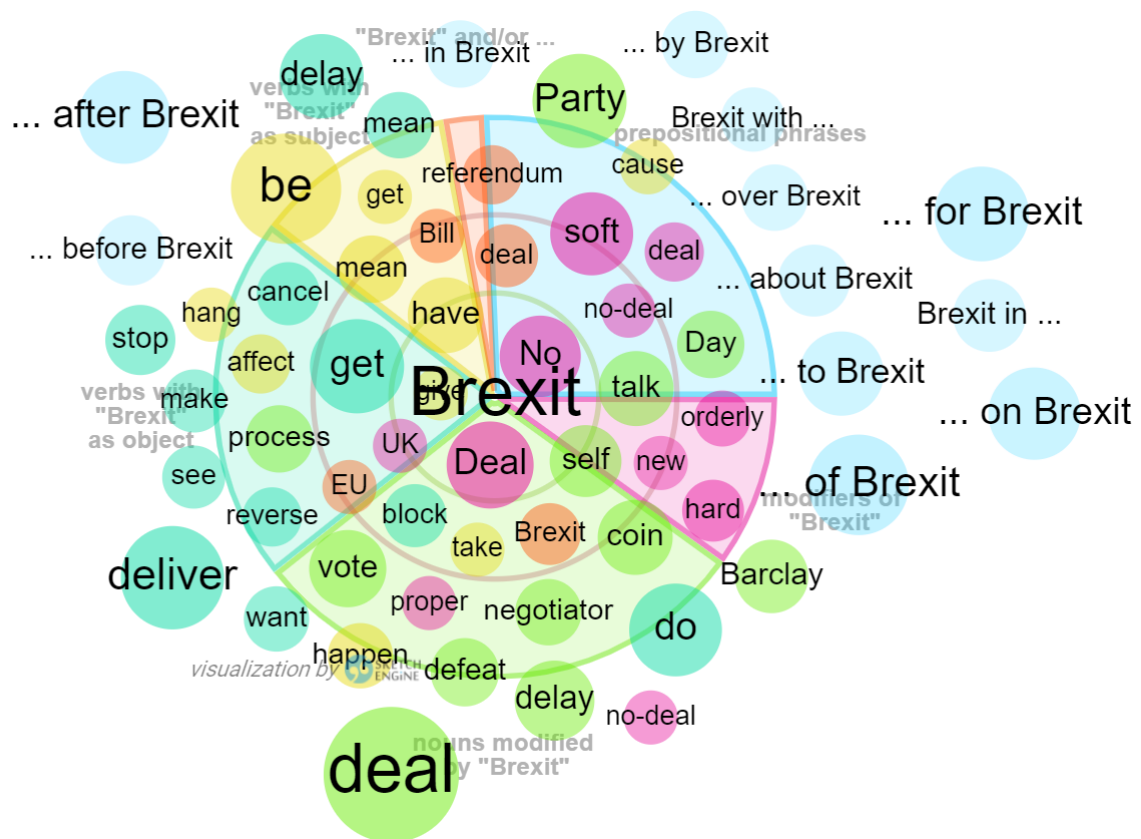 "Brexit" and/or ...
... in Brexit
... by Brexit
delay
verbs with
"Brexit"
as subject
Party
... after Brexit
mean
Brexit with ...
prepositional phrases
referendum
cause
be
get
... over Brexit
... for Brexit
Bill
soft
... before Brexit
deal
deal
mean
... about Brexit
cancel
no-deal
hang
have
Brexit in ...
stop
Day
No
affect
get
... to Brexit
verbs with
"Brexit"
as object
make
give
Brexit
talk
... on Brexit
orderly
process
UK
Deal
self
new
see
EU
... of Brexit
modifiers of
"Brexit"
hard
reverse
block
Brexit
coin
take
deliver
vote
Barclay
proper
negotiator
want
do
happen
visualization by SKETCH ENGINE
defeat
delay
no-deal
nouns modified
by "Brexit"
deal